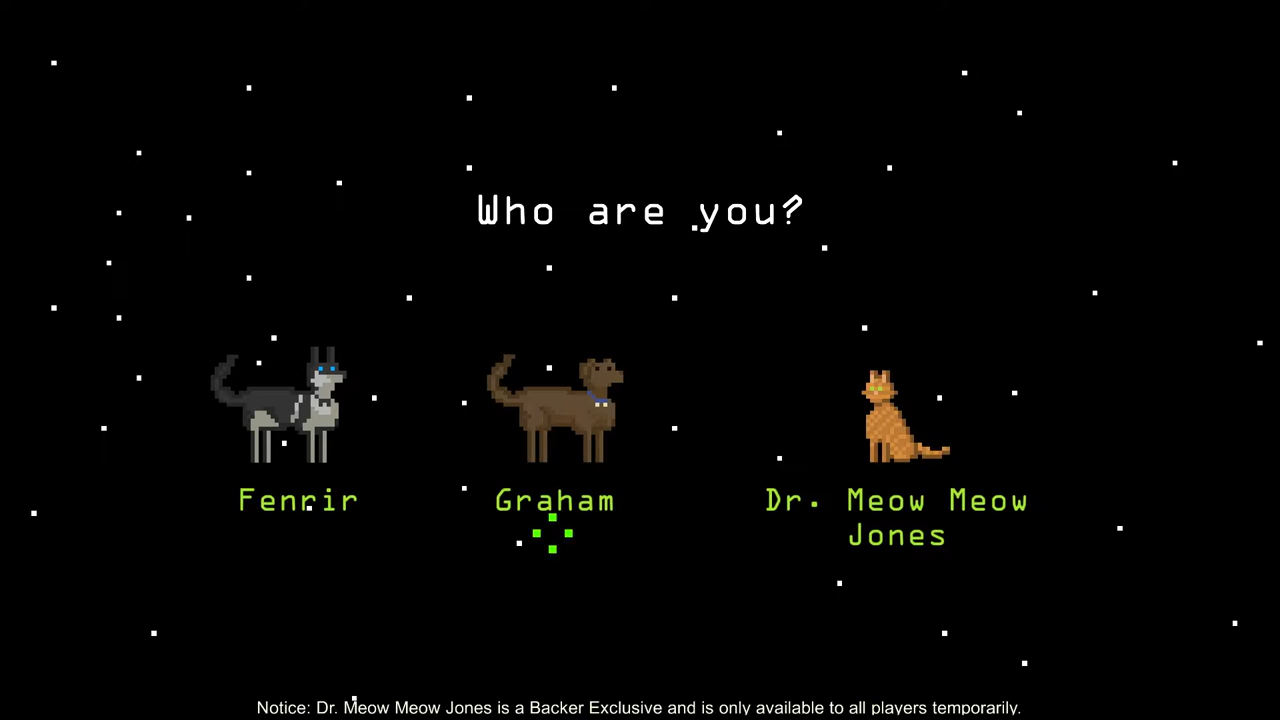 Who are you?
Fenrir
Graham
Dr. Meow Meow
Jones
Notice: Dr. Meow Meow Jones is a Backer Exclusive and is only available to all players temporarily.